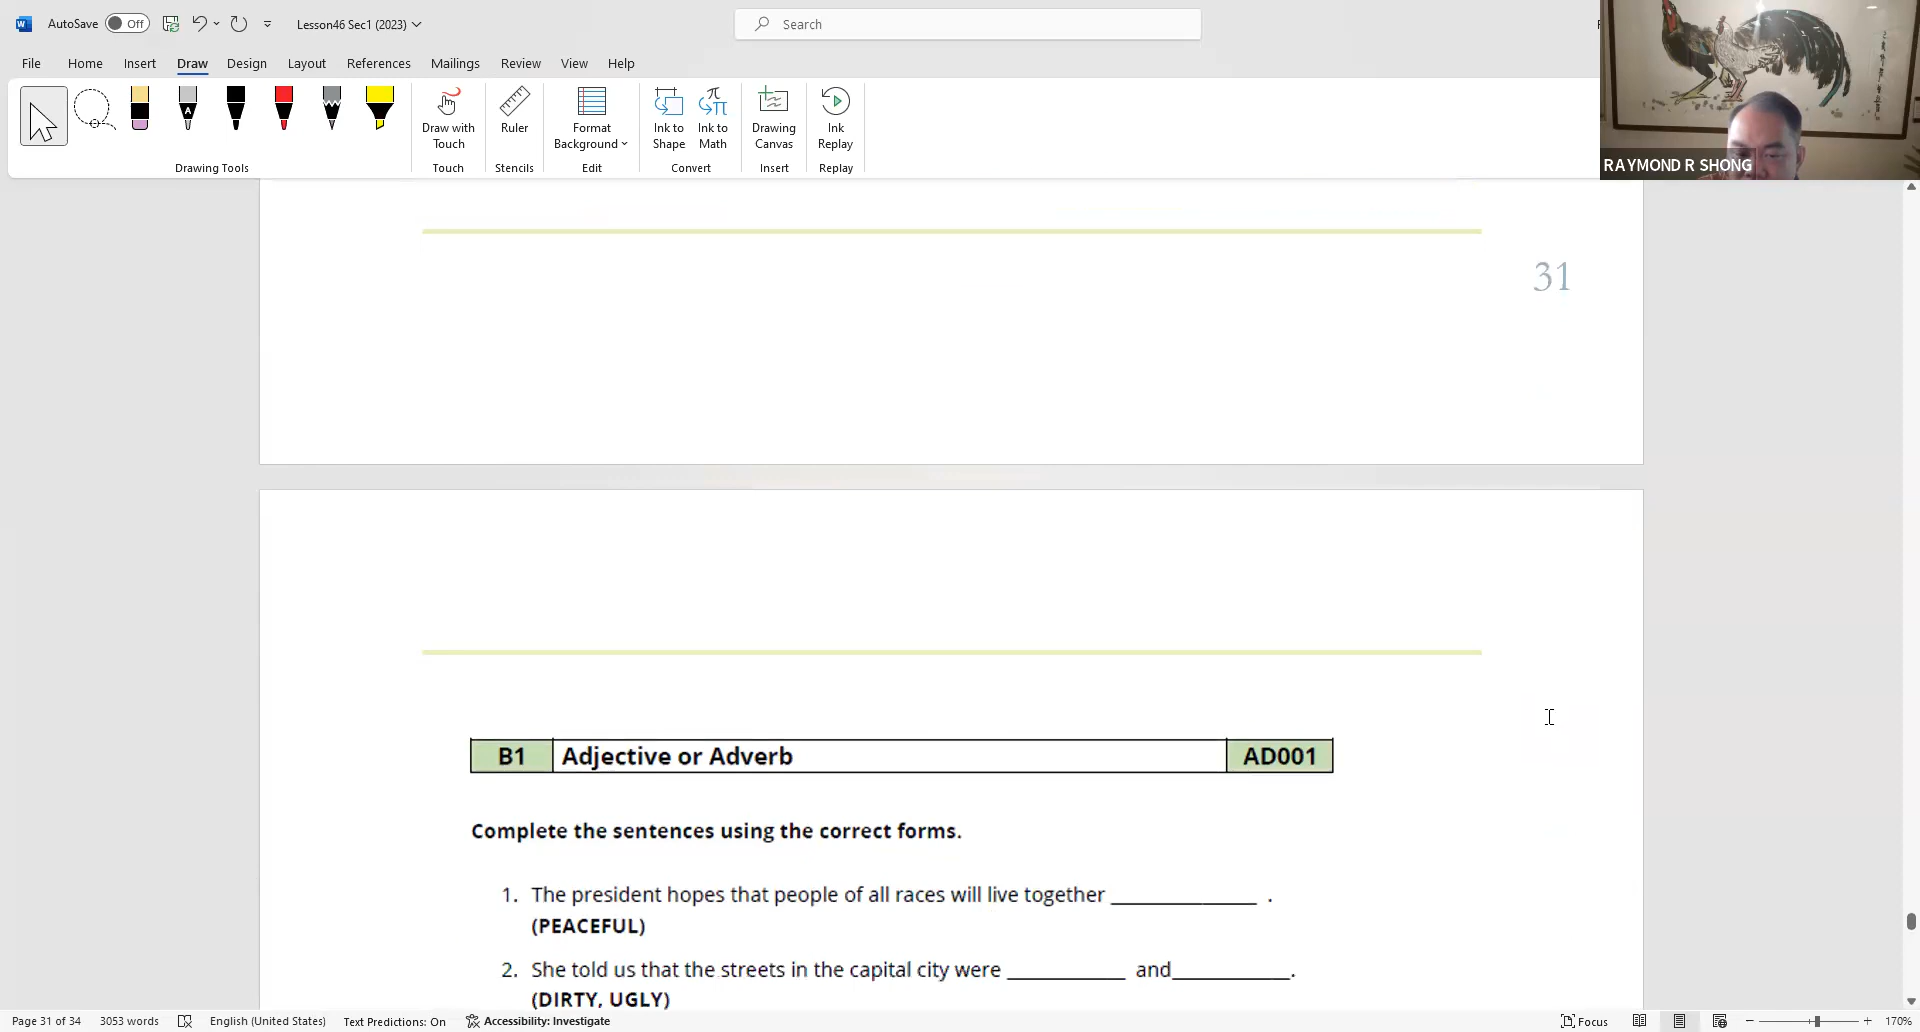 AutoSave Off Lesson46 Sec1 (2023) Search
File Home Insert Draw Design Layout References Mailings Review View Help
A
Draw with Touch
Ruler
Format Background
Ink to Shape
Ink to Math
Drawing Canvas
Ink Replay
Drawing Tools Touch Stencils Edit Convert Insert Replay
RAYMOND R SHONG
31
B1 Adjective or Adverb AD001
Complete the sentences using the correct forms.
1. The president hopes that people of all races will live together ______________ .
(PEACEFUL)
2. She told us that the streets in the capital city were ___________ and___________.
(DIRTY, UGLY)
Page 31 of 34 3053 words English (United States) Text Predictions: On Accessibility: Investigate Focus 170%